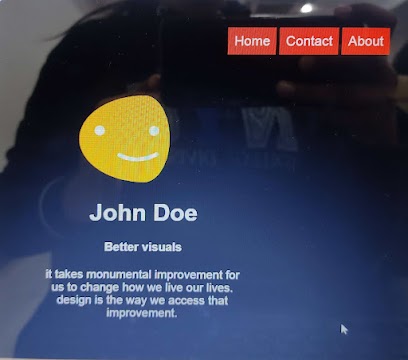 Home Contact About
John Doe
Better visuals
it takes monumental improvement for
us to change how we live our lives.
design is the way we access that
improvement.